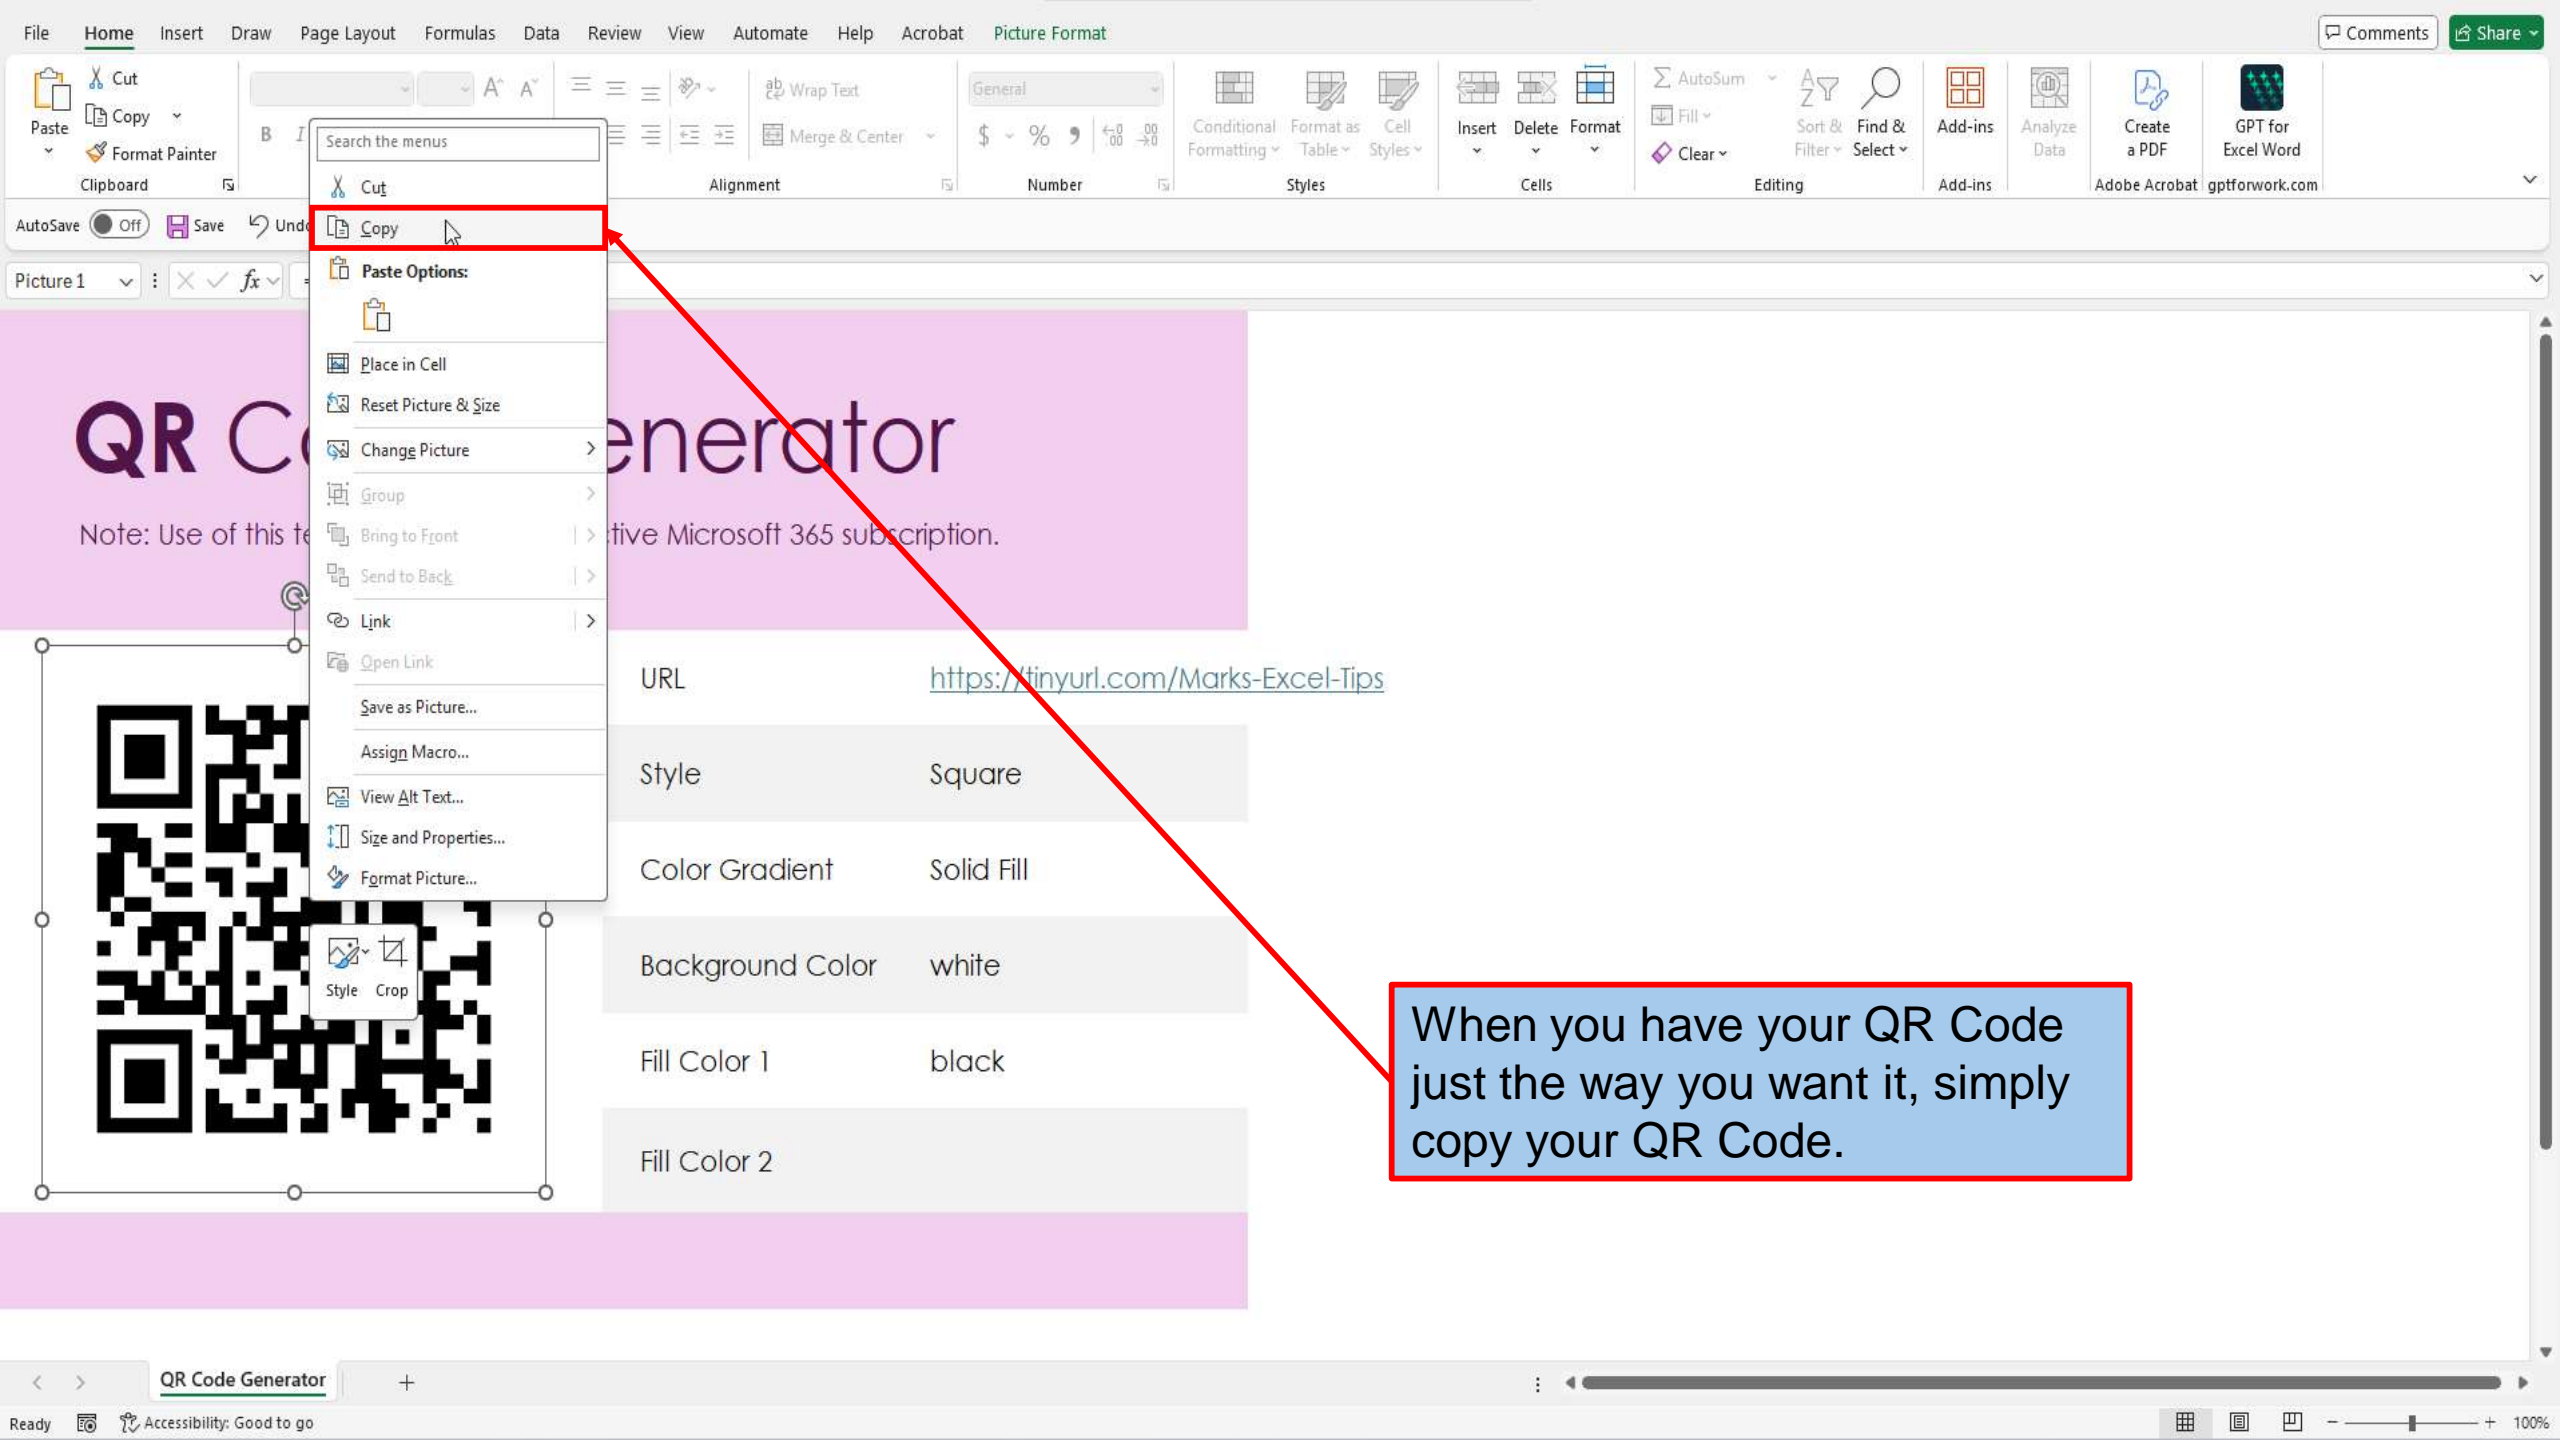 File Home Insert Draw Page Layout Formulas Data Review View Automate Help Acrobat Picture Format Comments Share
Paste
Cut
Copy
Format Painter
Clipboard
B I
Search the menus
Wrap Text
Merge & Center
Alignment
General
$ %
Number
Conditional Formatting
Format as Table
Cell Styles
Styles
Insert
Delete
Format
Cells
AutoSum
Fill
Clear
Sort & Filter
Find & Select
Editing
Add-ins
Add-ins
Analyze Data
Create a PDF
Adobe Acrobat
GPT for Excel Word
gptforwork.com
AutoSave Off Save
Picture 1 fx =
Cut
Copy
Paste Options:
Place in Cell
Reset Picture & Size
Change Picture
Group
Bring to Front
Send to Back
Link
Open Link
Save as Picture...
Assign Macro...
View Alt Text...
Size and Properties...
Format Picture...
Style Crop
QR enerator
Note: Use of this Microsoft 365 subscription.
URL https://tinyurl.com/Marks-Excel-Tips
Style Square
Color Gradient Solid Fill
Background Color white
Fill Color 1 black
Fill Color 2
When you have your QR Code
just the way you want it, simply
copy your QR Code.
QR Code Generator
Ready Accessibility: Good to go 100%